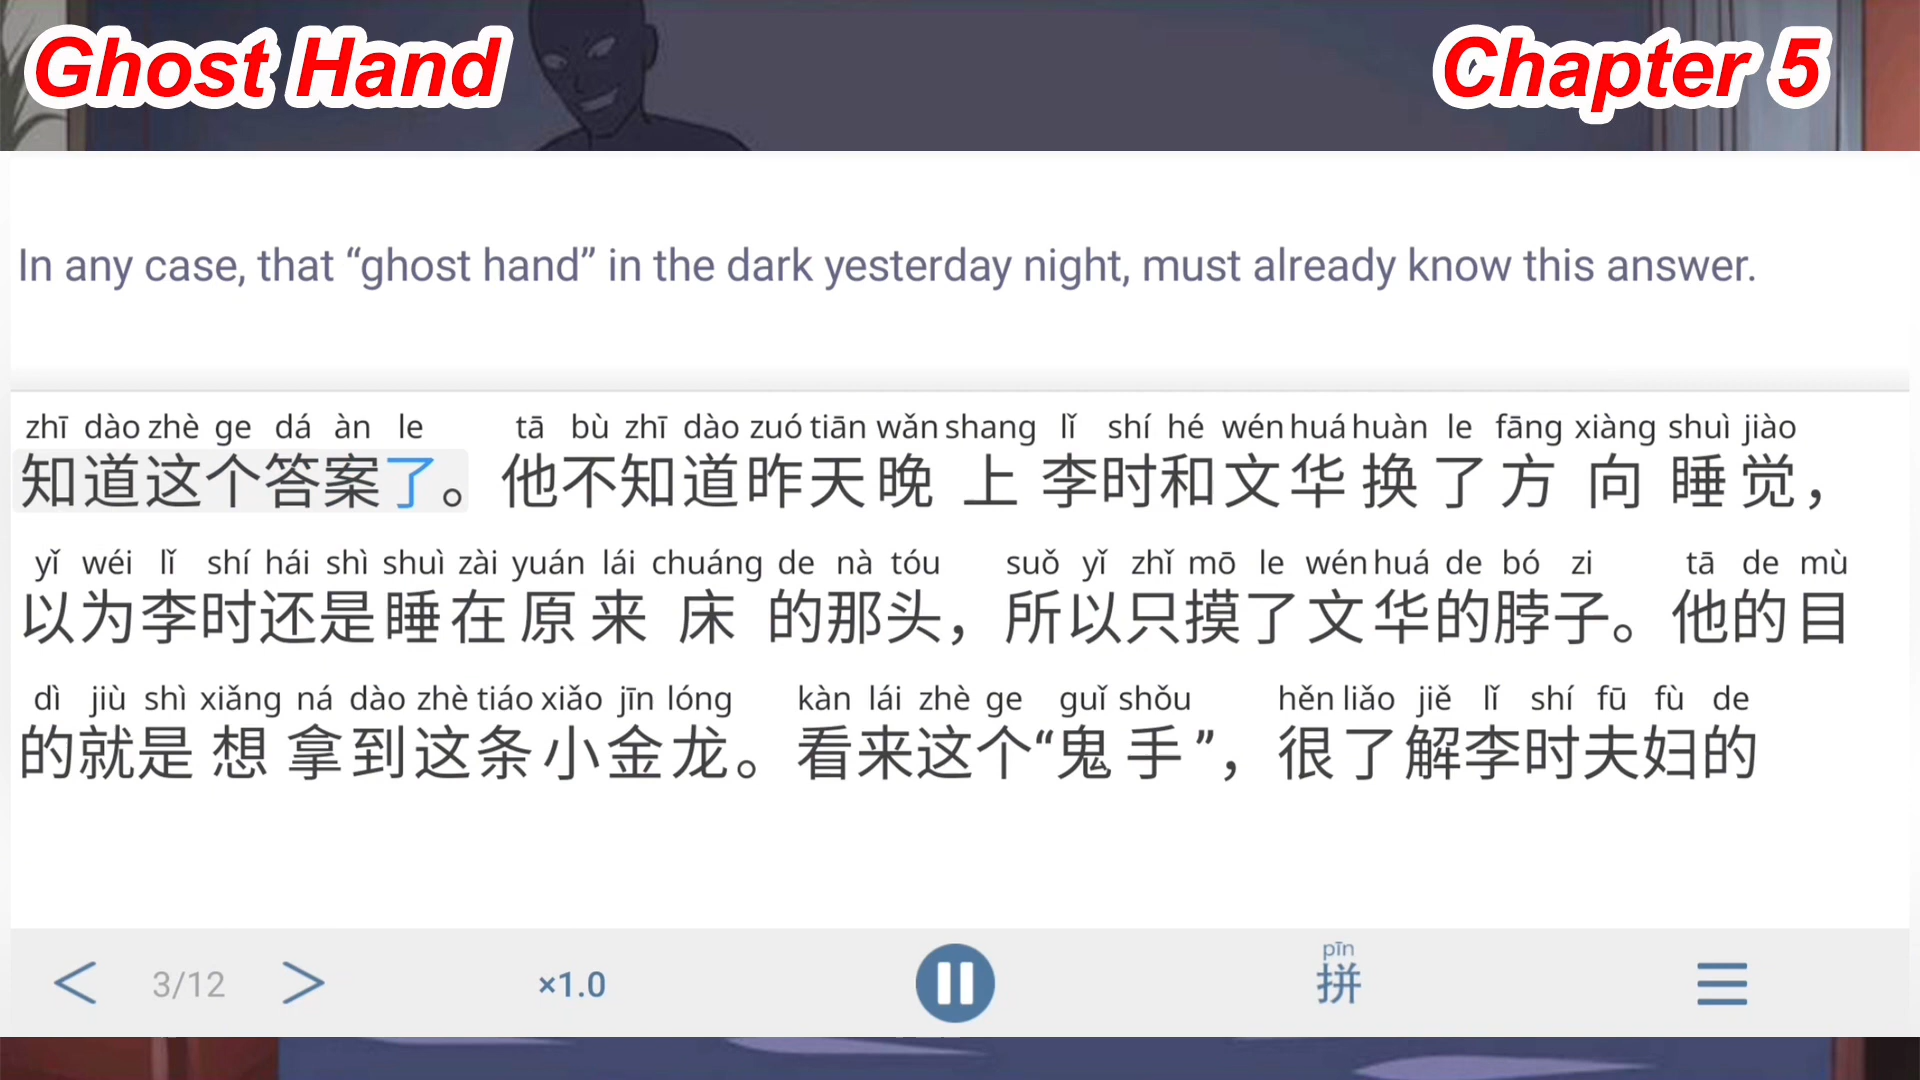 Ghost Hand
Chapter 5
In any case, that “ghost hand” in the dark yesterday night, must already know this answer.
zhī dào zhè ge dá àn le tā bù zhī dào zuó tiān wǎn shang lǐ shí hé wén huá huàn le fāng xiàng shuì jiào
知道这个答案了。他不知道昨天晚上李时和文华换了方向睡觉，
yǐ wéi lǐ shí hái shì shuì zài yuán lái chuáng de nà tóu suǒ yǐ zhǐ mō le wén huá de bó zi tā de mù
以为李时还是睡在原来床的那头，所以只摸了文华的脖子。他的目
dì jiù shì xiǎng ná dào zhè tiáo xiǎo jīn lóng kàn lái zhè ge guǐ shǒu hěn liǎo jiě lǐ shí fū fù de
的就是想拿到这条小金龙。看来这个“鬼手”，很了解李时夫妇的
< 3/12 > ×1.0 pīn
拼